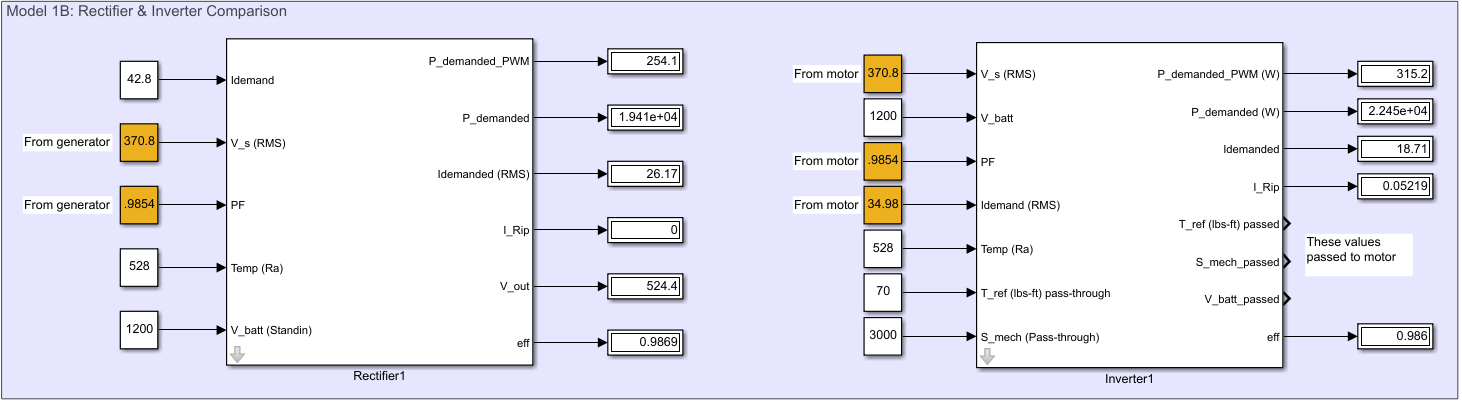 Model 1B: Rectifier & Inverter Comparison
42.8
Idemand
From generator
370.8
V_s (RMS)
From generator
.9854
PF
528
Temp (Ra)
1200
V_batt (Standin)
P_demanded_PWM
254.1
P_demanded
1.941e+04
Idemanded (RMS)
26.17
I_Rip
0
V_out
524.4
eff
0.9869
Rectifier1
From motor
370.8
V_s (RMS)
1200
V_batt
From motor
.9854
PF
From motor
34.98
Idemand (RMS)
528
Temp (Ra)
70
T_ref (lbs-ft) pass-through
3000
S_mech (Pass-through)
P_demanded_PWM (W)
315.2
P_demanded (W)
2.245e+04
Idemanded
18.71
I_Rip
0.05219
T_ref (lbs-ft) passed
S_mech_passed
V_batt_passed
These values
passed to motor
eff
0.986
Inverter1